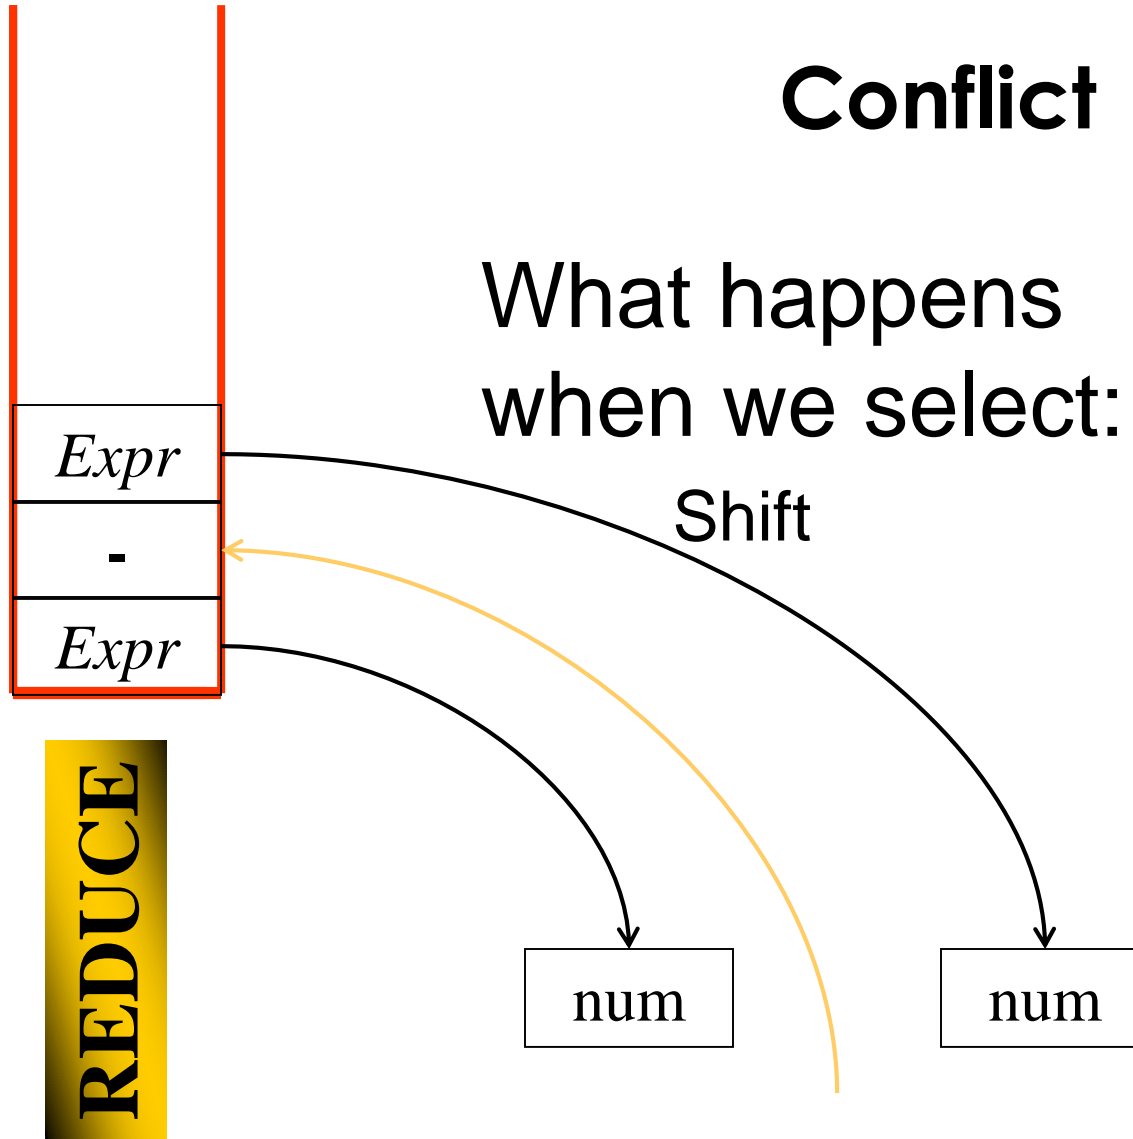 Conflict
What happens
when we select:
Shift
Expr
-
Expr
REDUCE
num
num